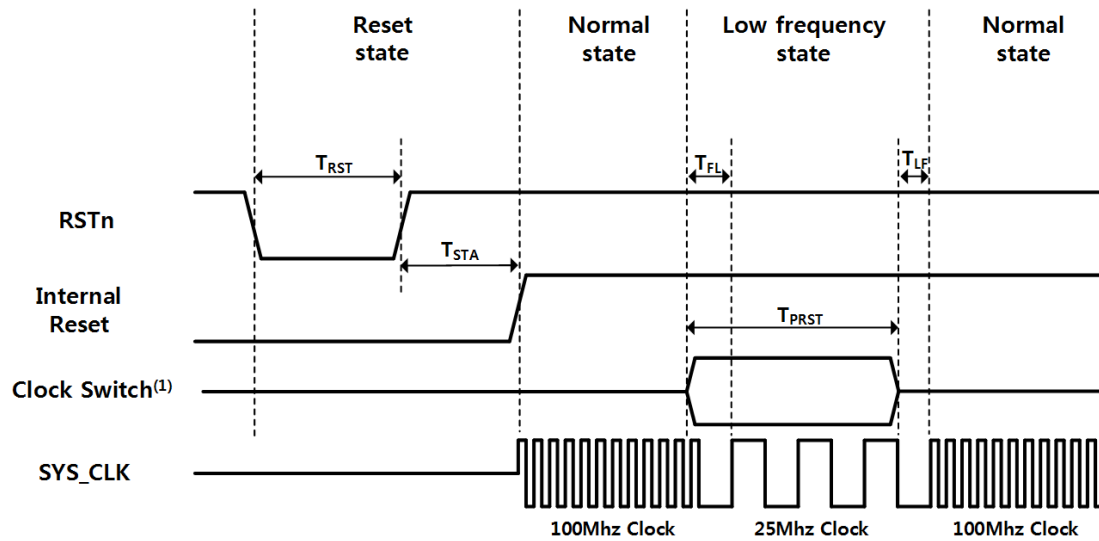 Reset
state
Normal
state
Low frequency
state
Normal
state
TRST
TFL
TLF
RSTn
TSTA
Internal
Reset
TPRST
Clock Switch(1)
SYS_CLK
100Mhz Clock
25Mhz Clock
100Mhz Clock